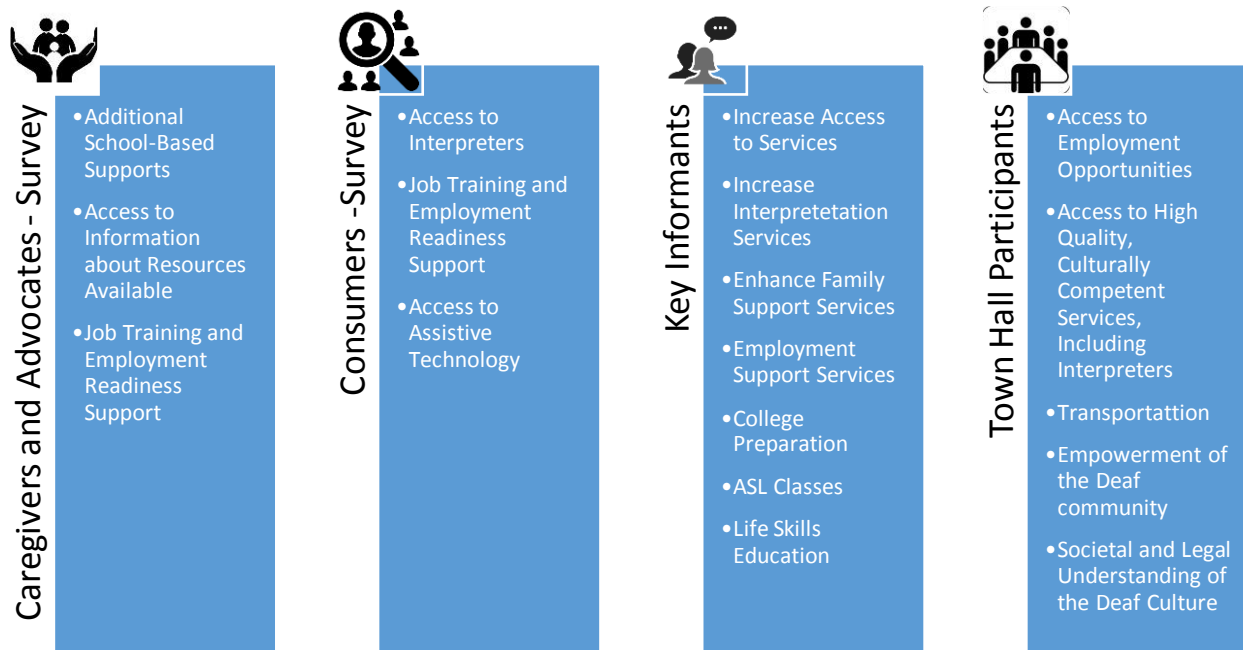 Caregivers and Advocates - Survey
•Additional
School-Based
Supports
•Access to
Information
about Resources
Available
•Job Training and
Employment
Readiness
Support
Consumers -Survey
•Access to
Interpreters
•Job Training and
Employment
Readiness
Support
•Access to
Assistive
Technology
Key Informants
•Increase Access
to Services
•Increase
Interpretetation
Services
•Enhance Family
Support Services
•Employment
Support Services
•College
Preparation
•ASL Classes
•Life Skills
Education
Town Hall Participants
•Access to
Employment
Opportunities
•Access to High
Quality,
Culturally
Competent
Services,
Including
Interpreters
•Transportattion
•Empowerment of
the Deaf
community
•Societal and Legal
Understanding of
the Deaf Culture